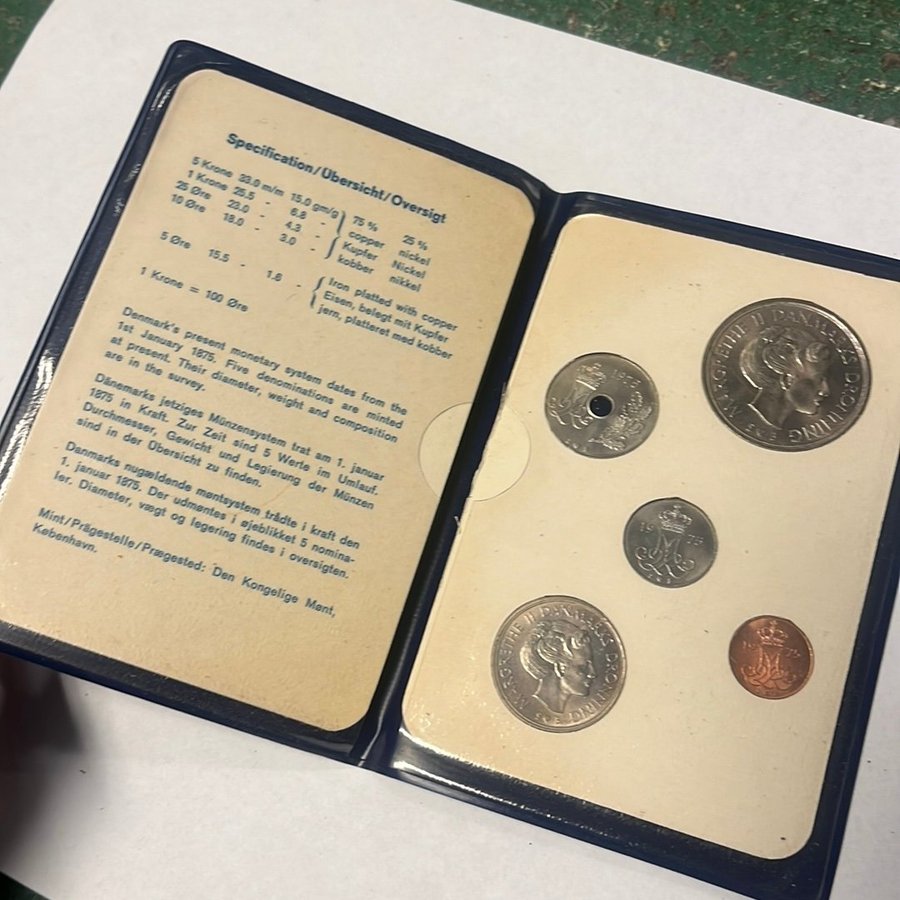 Specification/Übersicht/Oversigt
5 Krone 33.0 m/m 15.0 gm/g
1 Krone 25.5 - 6.8 - 75 % 25 %
25 Øre 23.0 - 4.3 - copper nickel
10 Øre 18.0 - 3.0 - Kupfer Nickel
kobber nikkel
5 Øre 15.5 - 1.6 - Iron platted with copper
Eisen, belegt mit Kupfer
jern, platteret med kobber
1 Krone = 100 Øre
Denmark's present monetary system dates from the
1st January 1875. Five denominations are minted
at present. Their diameter, weight and composition
are in the survey.
Dänemarks jetziges Münzensystem trat am 1. januar
1875 in Kraft. Zur Zeit sind 5 Werte im Umlauf.
Durchmesser, Gewicht und Legierung der Münzen
sind in der Übersicht zu finden.
Danmarks nugældende møntsystem trådte i kraft den
1. januar 1875. Der udmøntes i øjeblikket 5 nomina-
ler. Diameter, vægt og legering findes i oversigten.
Mint/Prägestelle/Prægested: Den Kongelige Mønt,
København.
MARGRETHE II DANMARKS DRONNING
S♥B
1975
S♥B
1975
S♥B
MARGRETHE II DANMARKS DRONNING
S♥B
1975